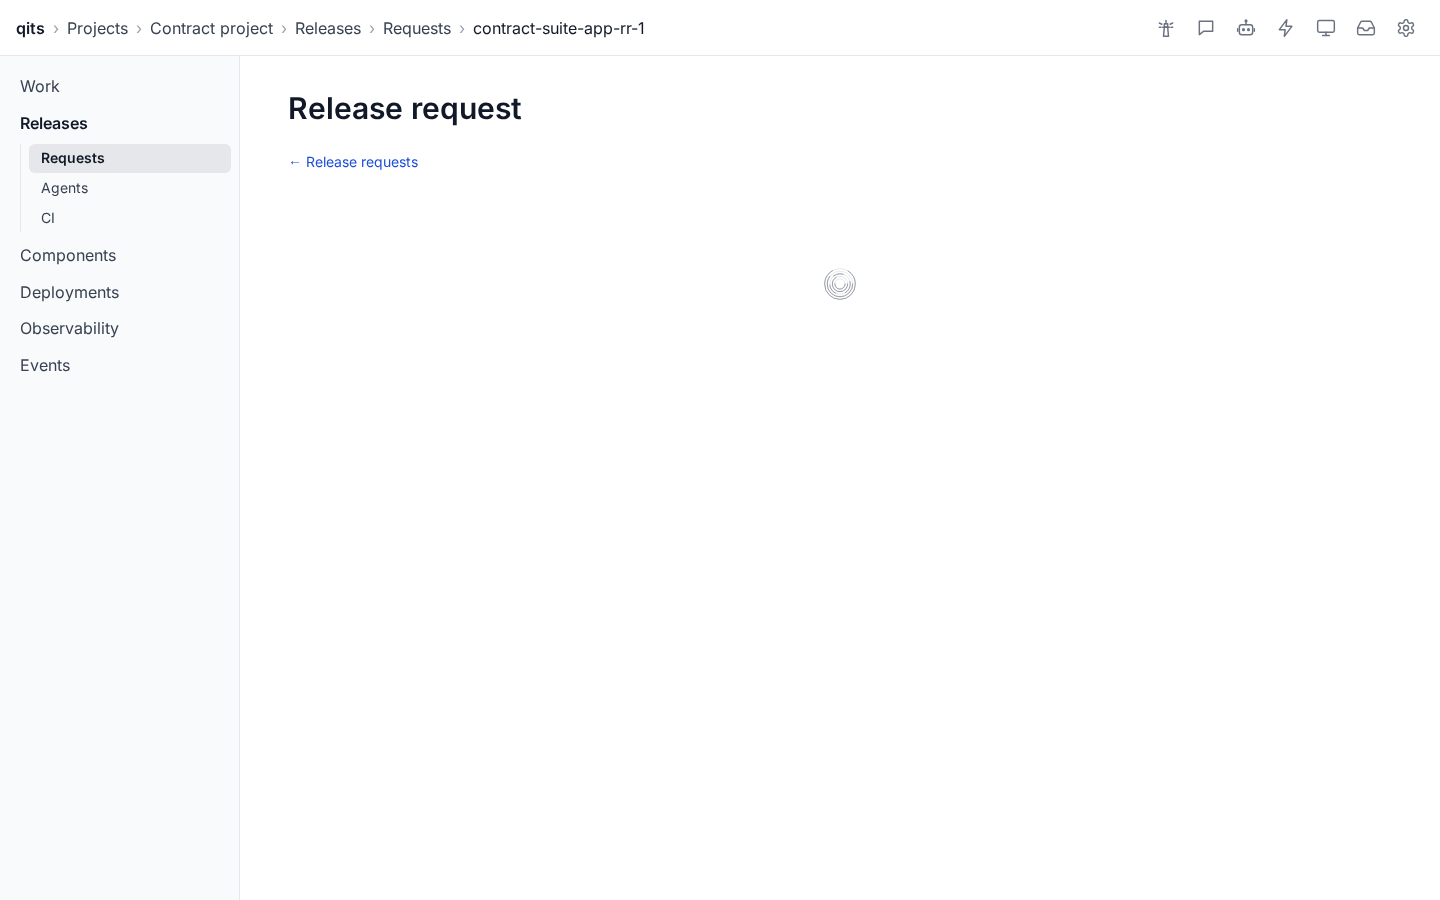 qits › Projects › Contract project › Releases › Requests › contract-suite-app-rr-1
Work
Releases
Requests
Agents
CI
Components
Deployments
Observability
Events
Release request
← Release requests